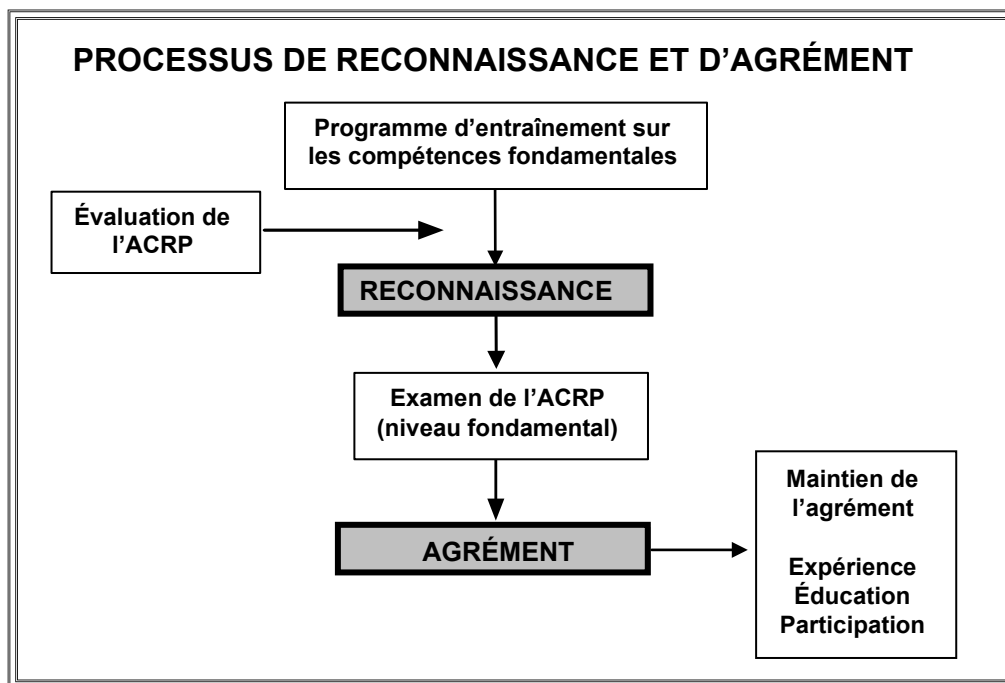 PROCESSUS DE RECONNAISSANCE ET D’AGRÉMENT
Programme d’entraînement sur
les compétences fondamentales
Évaluation de
l’ACRP
RECONNAISSANCE
Examen de l’ACRP
(niveau fondamental)
AGRÉMENT
Maintien de
l’agrément
Expérience
Éducation
Participation